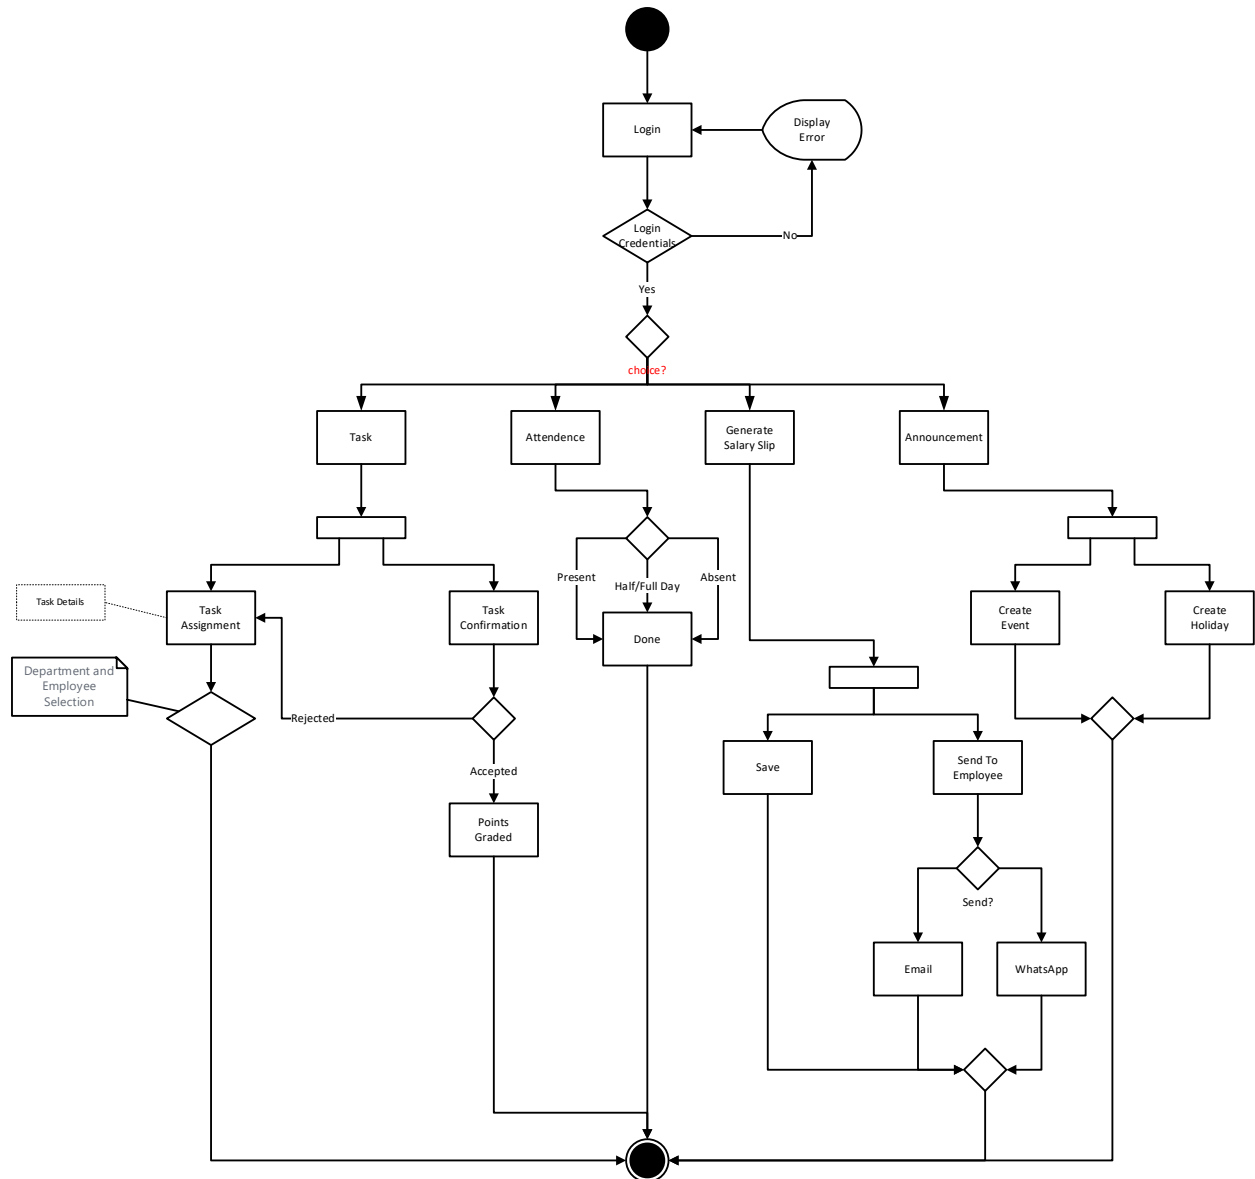 Login
Display
Error
Login
Credentials
No
Yes
choice?
Task
Attendence
Generate
Salary Slip
Announcement
Task Details
Task
Assignment
Task
Confirmation
Present
Half/Full Day
Absent
Done
Create
Event
Create
Holiday
Department and
Employee
Selection
Rejected
Accepted
Save
Send To
Employee
Points
Graded
Send?
Email
WhatsApp